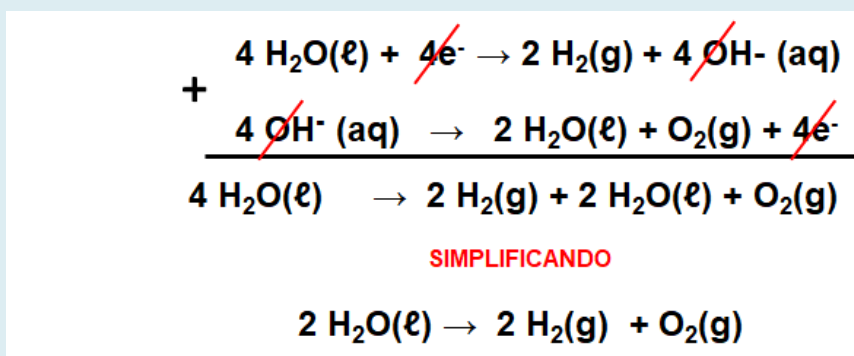 4 H₂O(ℓ) + 4e⁻ → 2 H₂(g) + 4 OH- (aq)
+
4 OH⁻ (aq) → 2 H₂O(ℓ) + O₂(g) + 4e⁻
4 H₂O(ℓ) → 2 H₂(g) + 2 H₂O(ℓ) + O₂(g)
SIMPLIFICANDO
2 H₂O(ℓ) → 2 H₂(g) + O₂(g)